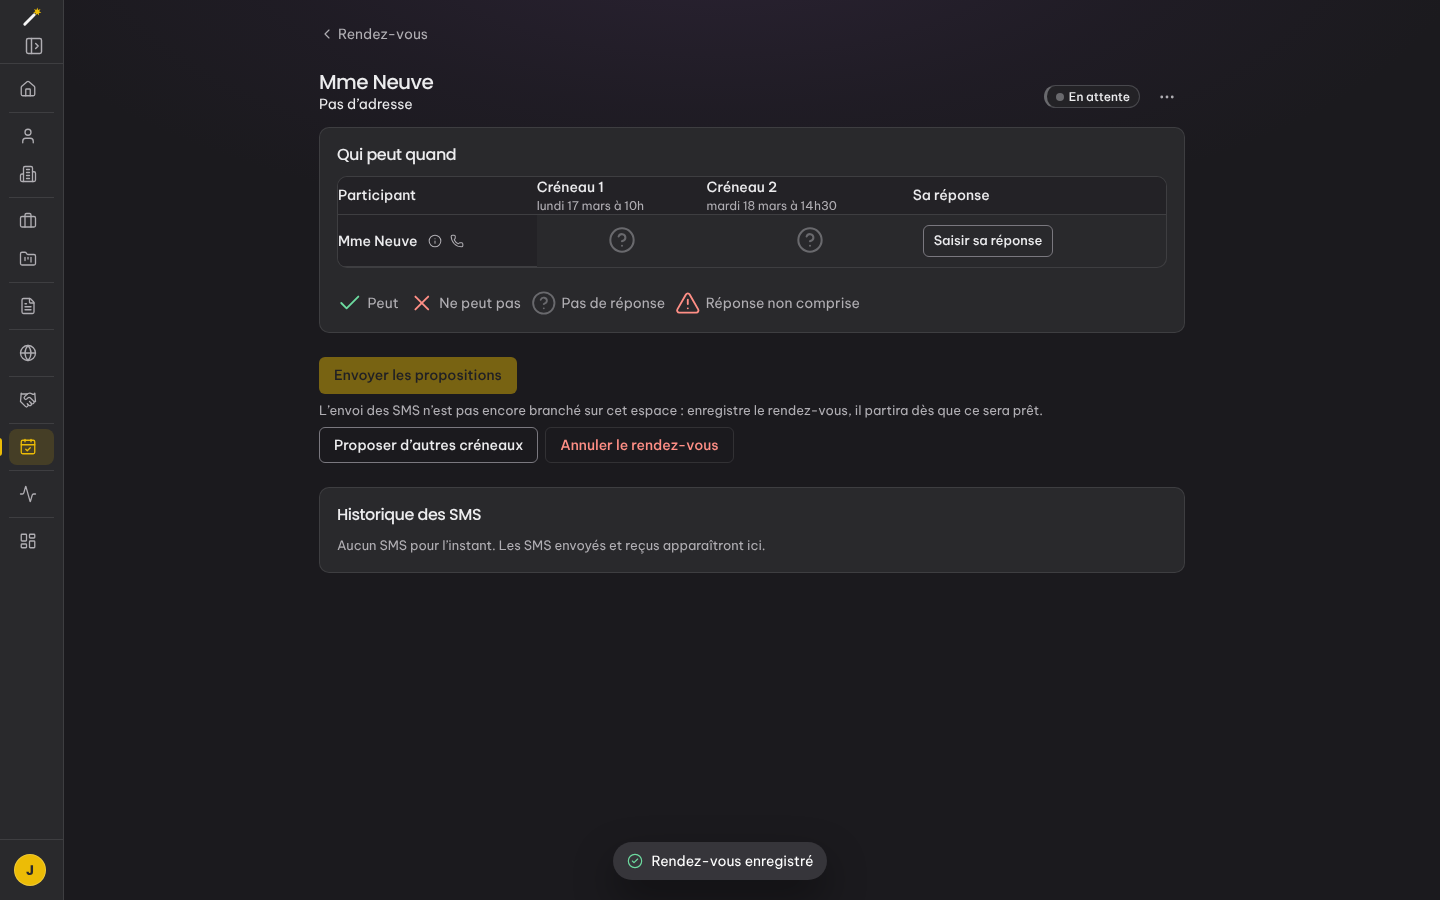 Rendez-vous
Mme Neuve
Pas d’adresse
En attente
Qui peut quand
Participant
Créneau 1
lundi 17 mars à 10h
Créneau 2
mardi 18 mars à 14h30
Sa réponse
Mme Neuve
Saisir sa réponse
Peut
Ne peut pas
Pas de réponse
Réponse non comprise
Envoyer les propositions
L’envoi des SMS n’est pas encore branché sur cet espace : enregistre le rendez-vous, il partira dès que ce sera prêt.
Proposer d’autres créneaux
Annuler le rendez-vous
Historique des SMS
Aucun SMS pour l’instant. Les SMS envoyés et reçus apparaîtront ici.
J
Rendez-vous enregistré